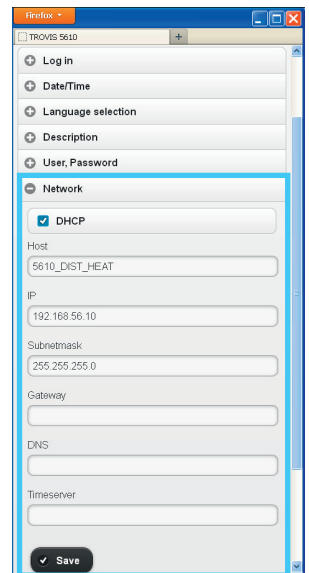 Firefox
TROVIS 5610
Log in
Date/Time
Language selection
Description
User, Password
Network
DHCP
Host
5610_DIST_HEAT
IP
192.168.56.10
Subnetmask
255.255.255.0
Gateway
DNS
Timeserver
Save